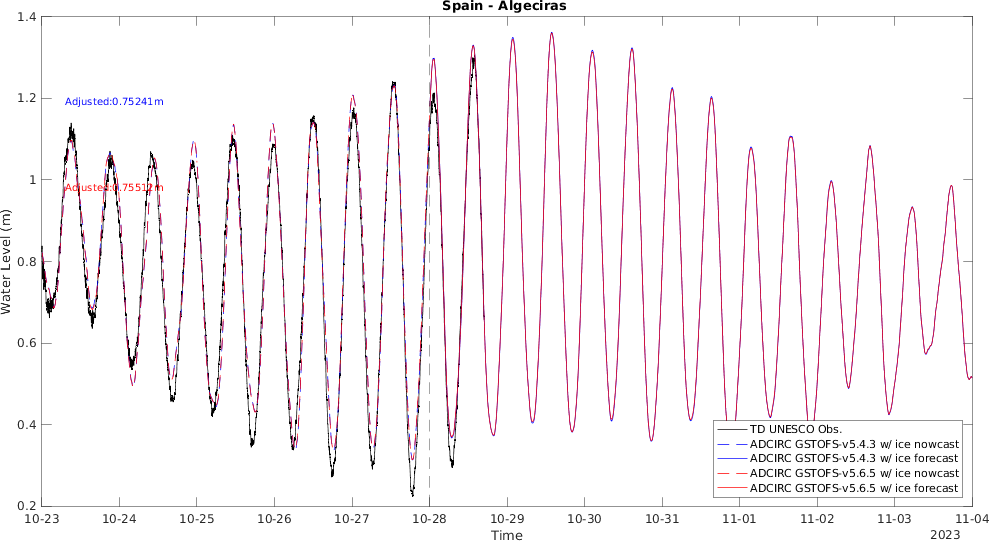 Spain - Algeciras
1.4
1.2
1
0.8
0.6
0.4
0.2
Water Level (m)
Adjusted:0.75241m
Adjusted:0.75512m
TD UNESCO Obs.
ADCIRC GSTOFS-v5.4.3 w/ ice nowcast
ADCIRC GSTOFS-v5.4.3 w/ ice forecast
ADCIRC GSTOFS-v5.6.5 w/ ice nowcast
ADCIRC GSTOFS-v5.6.5 w/ ice forecast
10-23 10-24 10-25 10-26 10-27 10-28 10-29 10-30 10-31 11-01 11-02 11-03 11-04
Time
2023